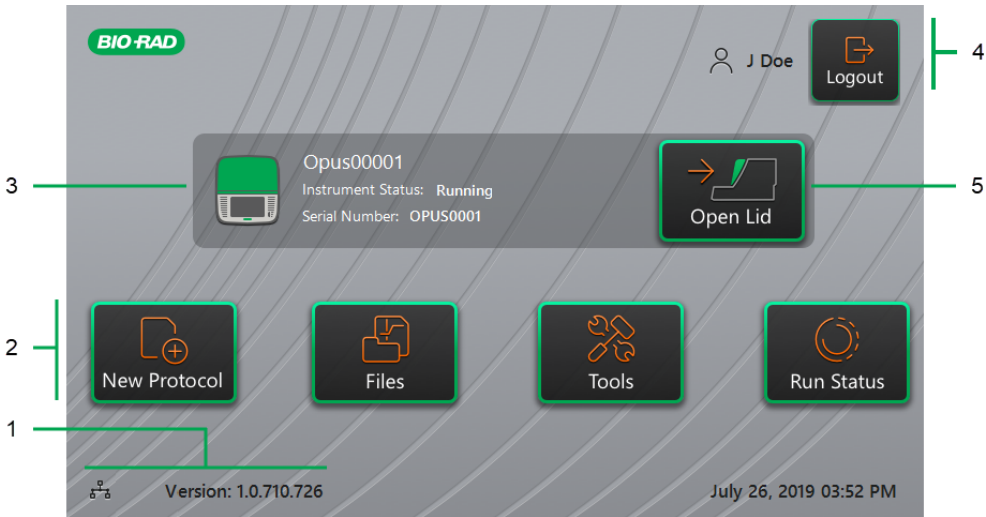 BIO-RAD
J Doe
Logout
4
3
Opus00001
Instrument Status: Running
Serial Number: OPUS0001
Open Lid
5
2
New Protocol
Files
Tools
Run Status
1
Version: 1.0.710.726
July 26, 2019 03:52 PM